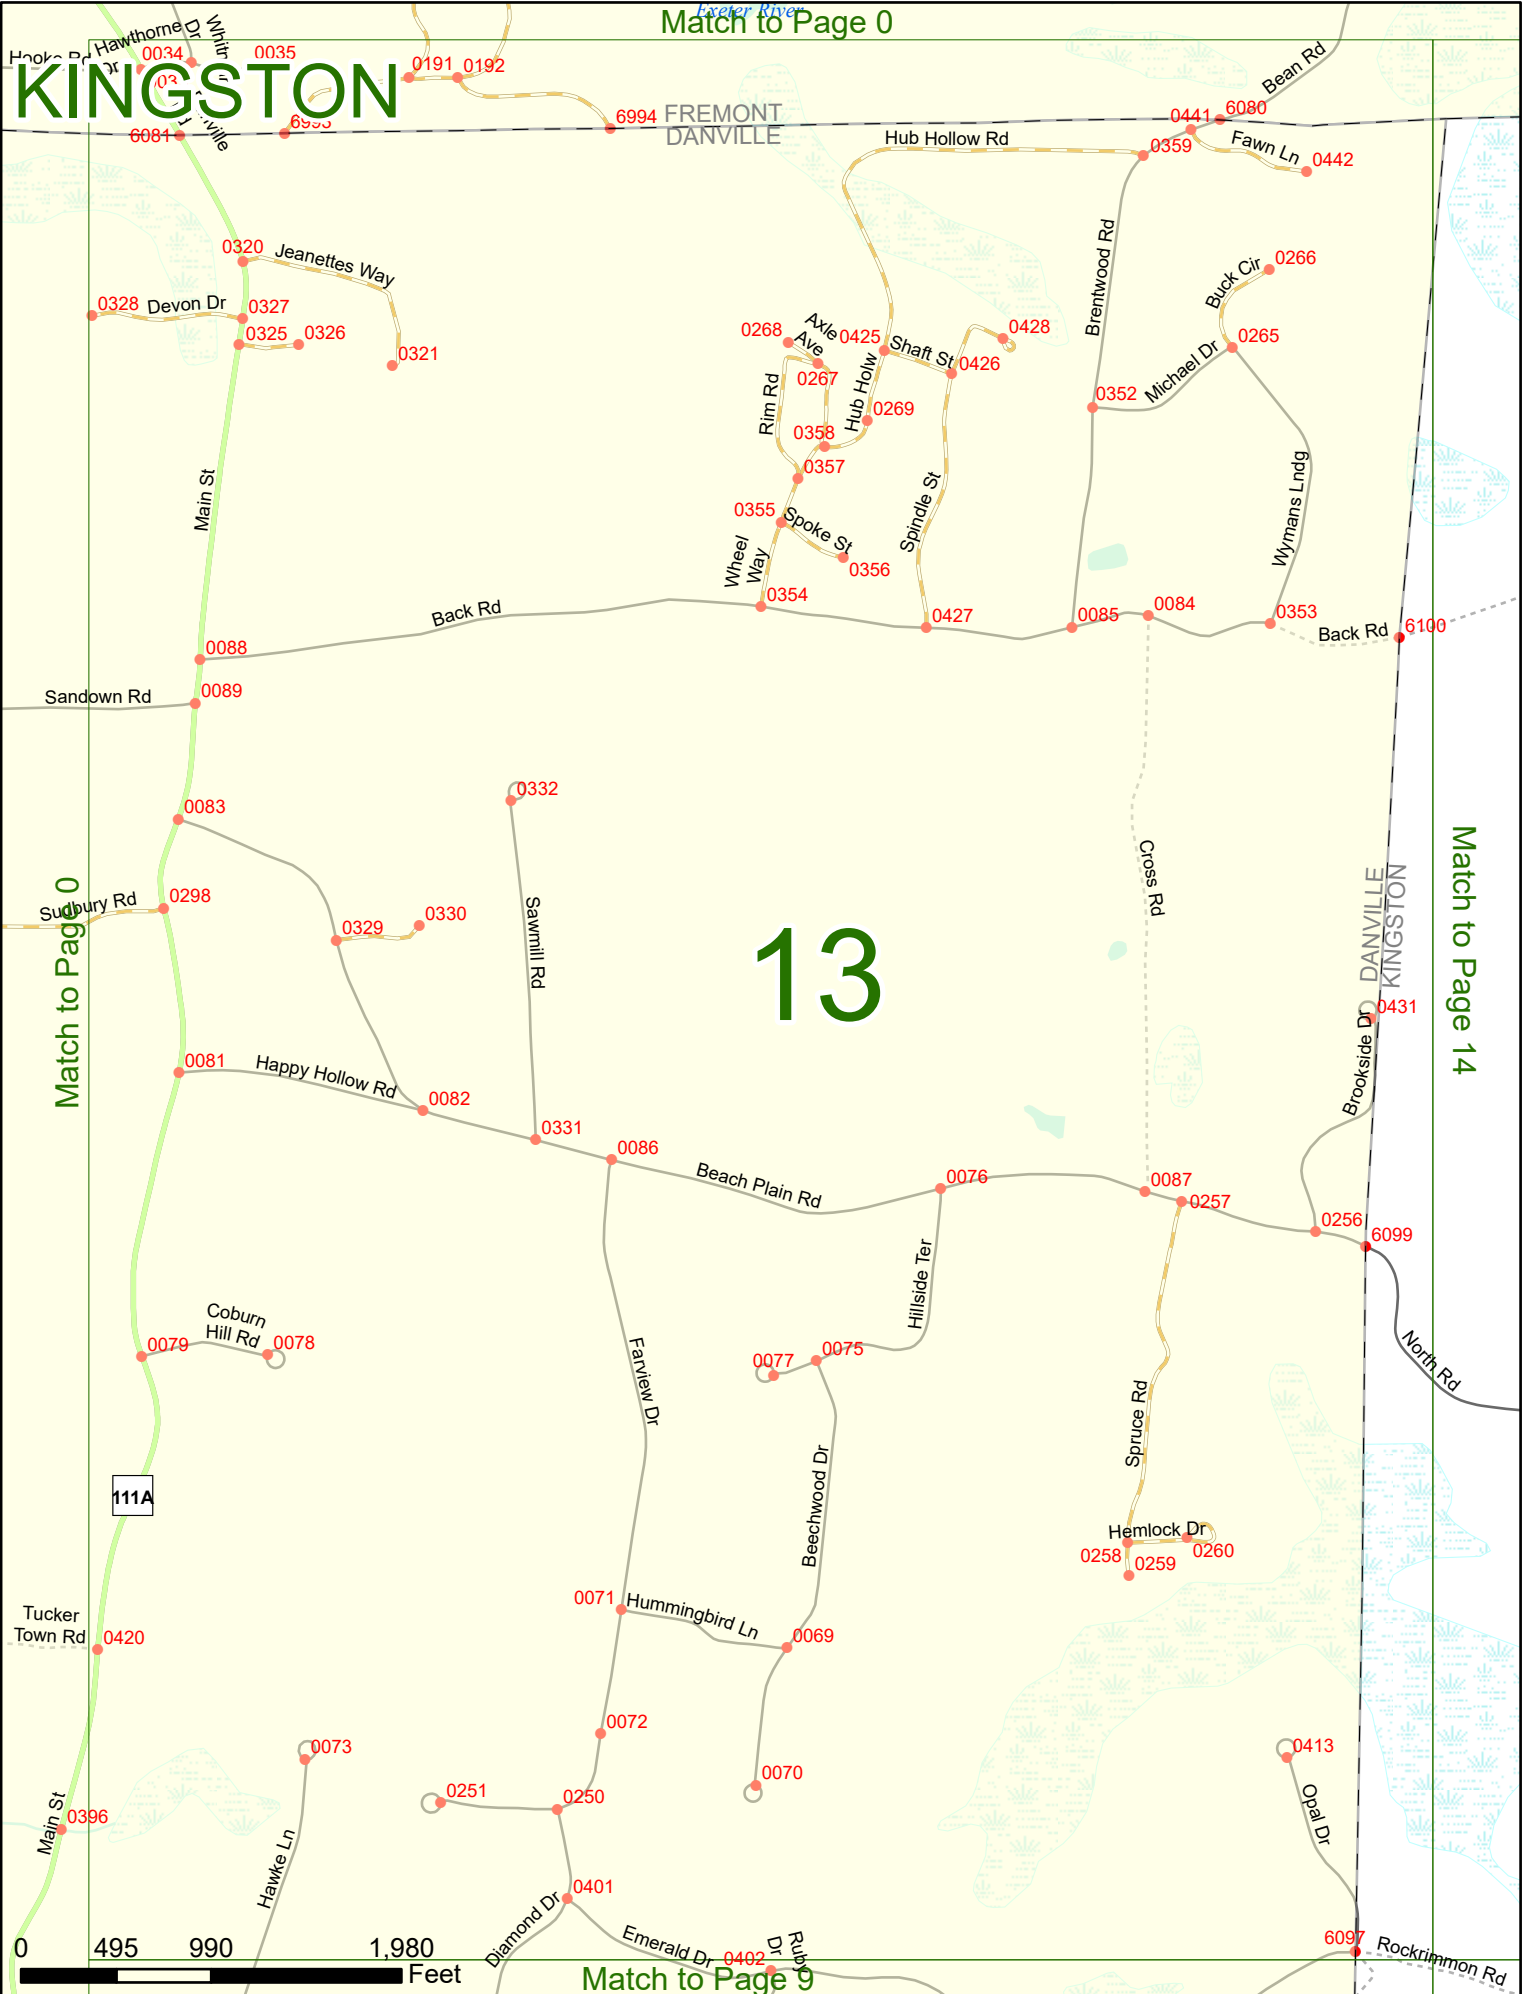 Exeter River
Match to Page 0
Hawthorne
Dr
Hooke Rd
Dr
0034
0035
KINGSTON
0191
0192
6081
6993
6994
FREMONT
DANVILLE
Hub Hollow Rd
0441
6080
Bean Rd
0359
Fawn Ln
0442
0320
Jeanettes Way
0328
Devon Dr
0327
0325
0326
0321
Brentwood Rd
Buck Cir
0266
0268
Axle
Ave
0425
Shaft St
0428
0265
0267
0426
Rim Rd
Hub Holw
Michael Dr
0352
0269
0358
0357
Main St
Wymans Lndg
0355
Spoke St
Spindle St
0356
Wheel
Way
0354
Back Rd
0427
0085
0084
0353
Back Rd
6100
0088
0089
Sandown Rd
0332
0083
Sudbury Rd
0298
0330
0329
Sawmill Rd
Cross Rd
Match to Page 0
13
DANVILLE
KINGSTON
Match to Page 14
0431
Brookside Dr
0081
Happy Hollow Rd
0082
0331
0086
Beach Plain Rd
0076
0087
0257
0256
6099
Hillside Ter
Coburn
Hill Rd
0079
0078
Farview Dr
0077
0075
North Rd
Spruce Rd
Beechwood Dr
111A
Hemlock Dr
0258
0259
0260
0071
Hummingbird Ln
0069
Tucker
Town Rd
0420
0072
0073
0070
0413
0251
0250
Opal Dr
Main St
0396
Hawke Ln
0401
Diamond Dr
Emerald Dr
0402
Ruby
Dr
6097
Rockrimmon Rd
0
495
990
1,980
Feet
Match to Page 9